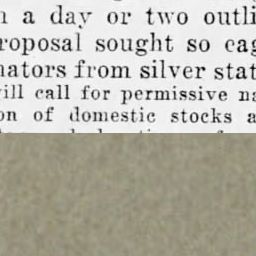 a day or two outli
roposal sought so eag
nators from silver stat
ill call for permissive na
on of domestic stocks a